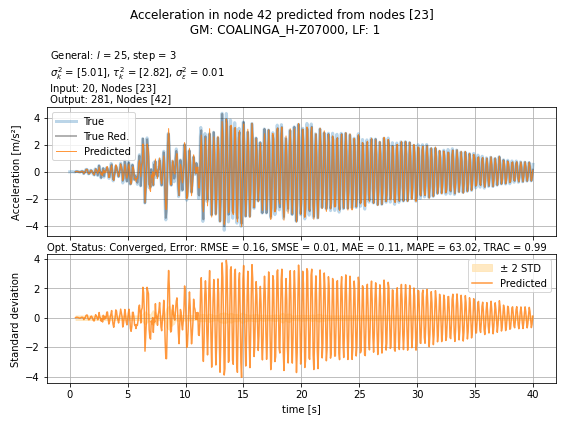 Acceleration in node 42 predicted from nodes [23]
GM: COALINGA_H-Z07000, LF: 1
General: l = 25, step = 3
σ_k^2 = [5.01], τ_k^2 = [2.82], σ_ε^2 = 0.01
Input: 20, Nodes [23]
Output: 281, Nodes [42]
Acceleration [m/s²]
4
2
0
−2
−4
True
True Red.
Predicted
Opt. Status: Converged, Error: RMSE = 0.16, SMSE = 0.01, MAE = 0.11, MAPE = 63.02, TRAC = 0.99
Standard deviation
4
2
0
−2
−4
± 2 STD
Predicted
0 5 10 15 20 25 30 35 40
time [s]